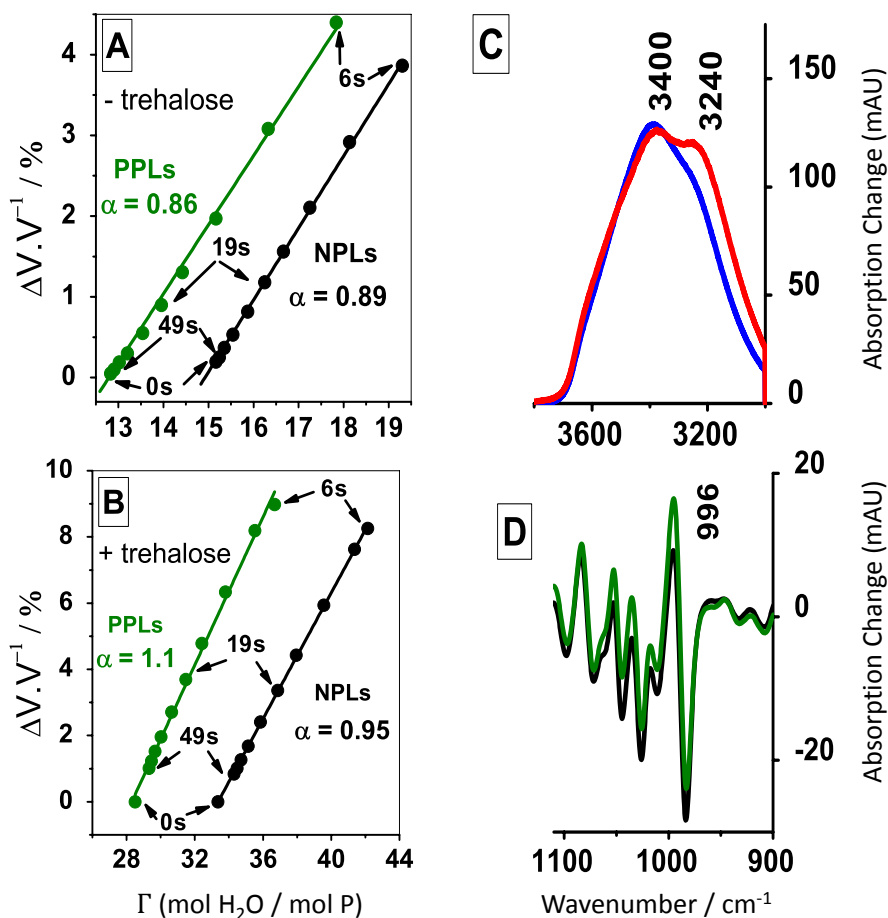 A
- trehalose
PPLs
α = 0.86
NPLs
α = 0.89
6s
19s
49s
0s
4
3
2
1
0
ΔV.V⁻¹ / %
13 14 15 16 17 18 19
B
+ trehalose
PPLs
α = 1.1
NPLs
α = 0.95
6s
19s
49s
0s
10
8
6
4
2
0
ΔV.V⁻¹ / %
28 32 36 40 44
Γ (mol H₂O / mol P)
C
3400
3240
150
100
50
0
Absorption Change (mAU)
3600 3200
D
996
20
0
-20
Absorption Change (mAU)
1100 1000 900
Wavenumber / cm⁻¹